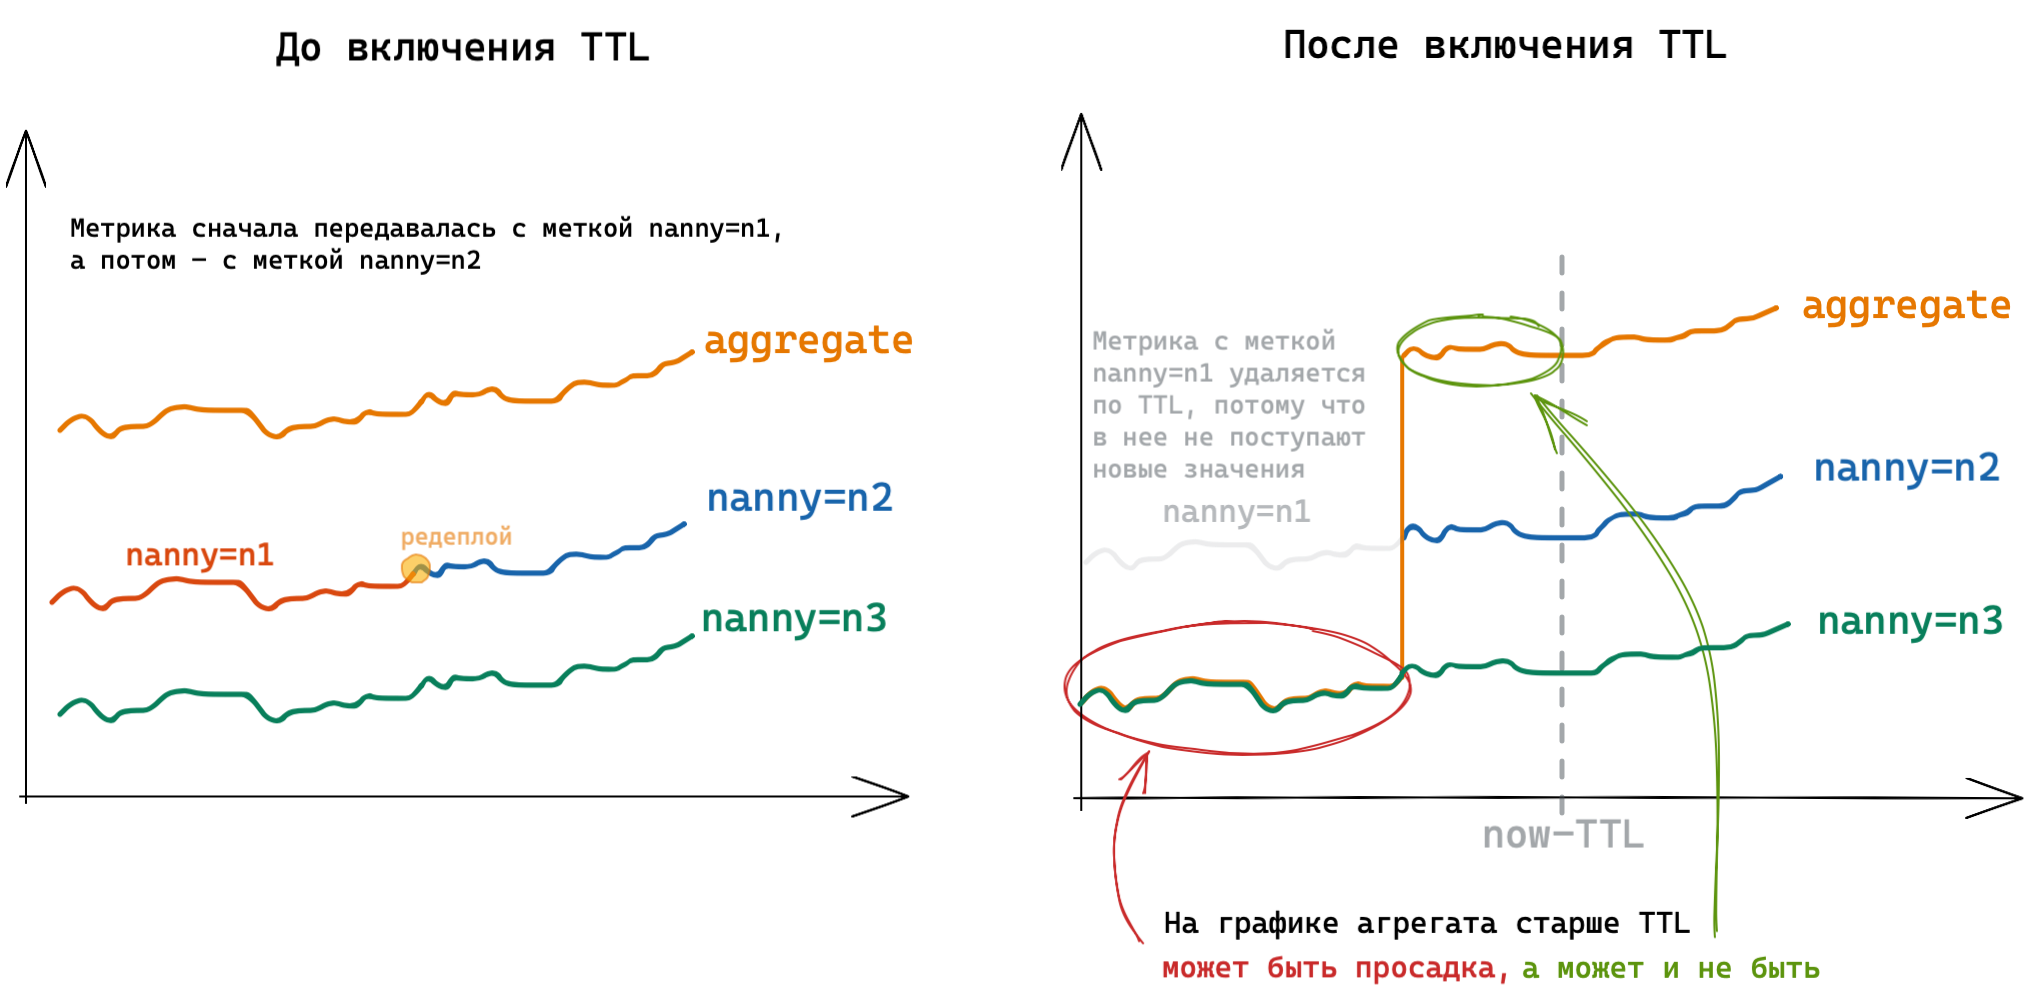 До включения TTL
Метрика сначала передавалась с меткой nanny=n1,
а потом – с меткой nanny=n2
aggregate
nanny=n2
редеплой
nanny=n1
nanny=n3
После включения TTL
aggregate
Метрика с меткой
nanny=n1 удаляется
по TTL, потому что
в нее не поступают
новые значения
nanny=n2
nanny=n1
nanny=n3
now–TTL
На графике агрегата старше TTL
может быть просадка, а может и не быть